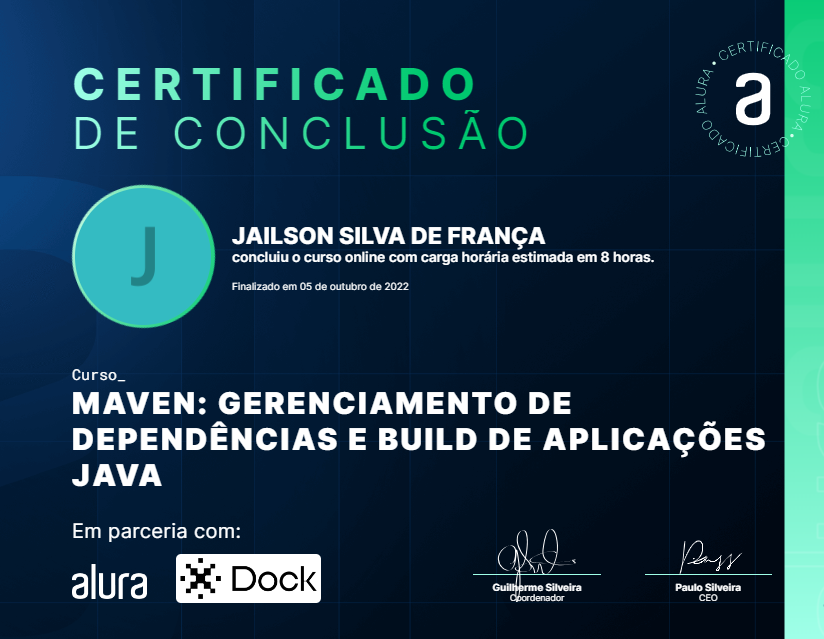 CERTIFICADO
DE CONCLUSÃO
CERTIFICADO ALURA • CERTIFICADO ALURA •
a
J
JAILSON SILVA DE FRANÇA
concluiu o curso online com carga horária estimada em 8 horas.
Finalizado em 05 de outubro de 2022
Curso_
MAVEN: GERENCIAMENTO DE
DEPENDÊNCIAS E BUILD DE APLICAÇÕES
JAVA
Em parceria com:
alura
Dock
Guilherme Silveira
Coordenador
Paulo Silveira
CEO